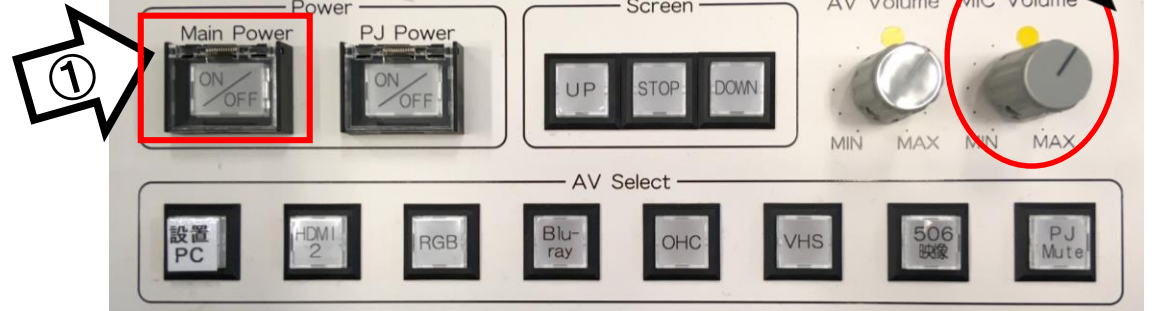 Power
Screen
AV Volume
MIC Volume
Main Power
PJ Power
①
ON/OFF
ON/OFF
UP
STOP
DOWN
MIN
MAX
MIN
MAX
AV Select
設置
PC
HDMI
2
RGB
Blu-
ray
OHC
VHS
506
映像
PJ
Mute